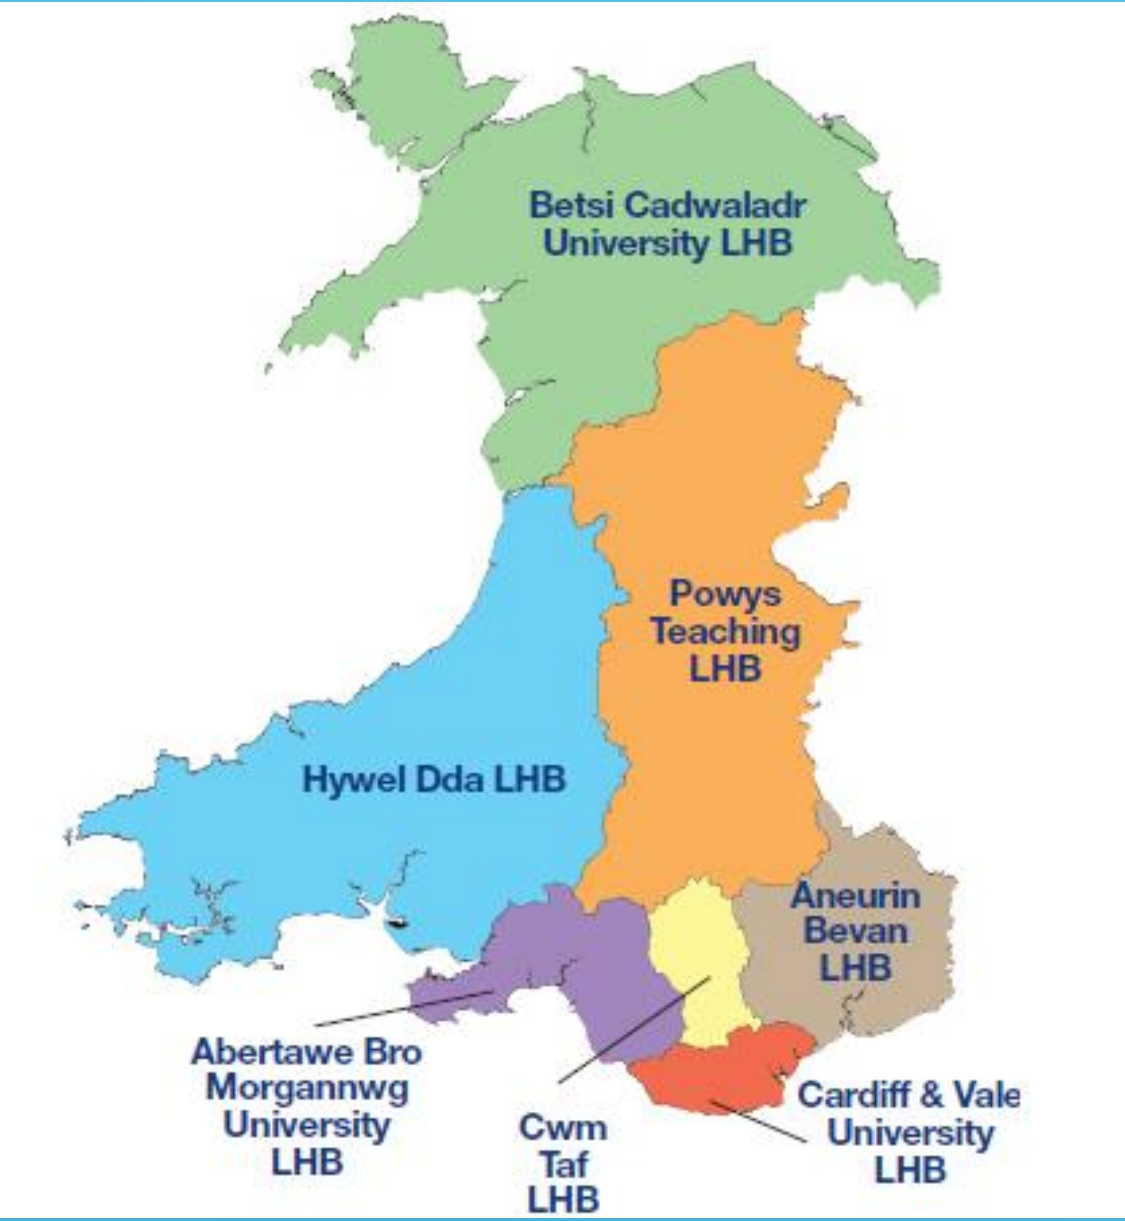 Betsi Cadwaladr
University LHB
Powys
Teaching
LHB
Hywel Dda LHB
Aneurin
Bevan
LHB
Abertawe Bro
Morgannwg
University
LHB
Cwm
Taf
LHB
Cardiff & Vale
University
LHB